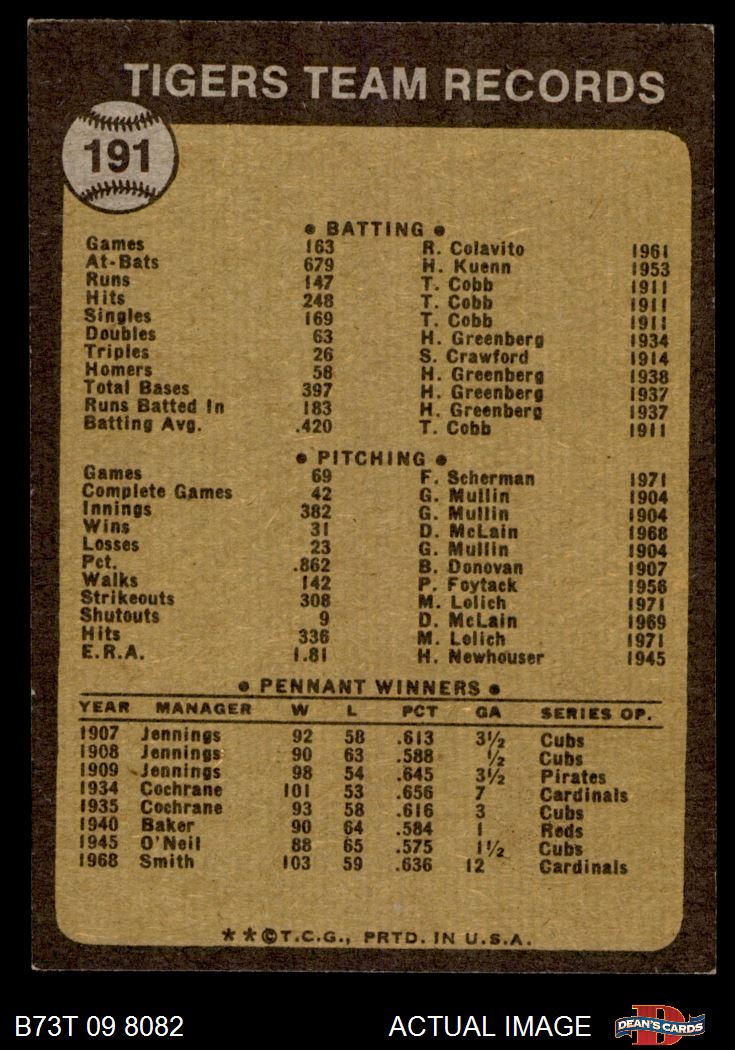 TIGERS TEAM RECORDS
191
• BATTING •
Games 163 R. Colavito 1961
At-Bats 679 H. Kuenn 1953
Runs 147 T. Cobb 1911
Hits 248 T. Cobb 1911
Singles 169 T. Cobb 1911
Doubles 63 H. Greenberg 1934
Triples 26 S. Crawford 1914
Homers 58 H. Greenberg 1938
Total Bases 397 H. Greenberg 1937
Runs Batted In 183 H. Greenberg 1937
Batting Avg. .420 T. Cobb 1911
• PITCHING •
Games 69 F. Scherman 1971
Complete Games 42 G. Mullin 1904
Innings 382 G. Mullin 1904
Wins 31 D. McLain 1968
Losses 23 G. Mullin 1904
Pct. .862 B. Donovan 1907
Walks 142 P. Foytack 1956
Strikeouts 308 M. Lolich 1971
Shutouts 9 D. McLain 1969
Hits 336 M. Lolich 1971
E.R.A. 1.81 H. Newhouser 1945
• PENNANT WINNERS •
YEAR MANAGER W L PCT GA SERIES OP.
1907 Jennings 92 58 .613 3½ Cubs
1908 Jennings 90 63 .588 ½ Cubs
1909 Jennings 98 54 .645 3½ Pirates
1934 Cochrane 101 53 .656 7 Cardinals
1935 Cochrane 93 58 .616 3 Cubs
1940 Baker 90 64 .584 1 Reds
1945 O'Neil 88 65 .575 1½ Cubs
1968 Smith 103 59 .636 12 Cardinals
**©T.C.G., PRTD. IN U.S.A.
B73T 09 8082 ACTUAL IMAGE DEAN'S CARDS